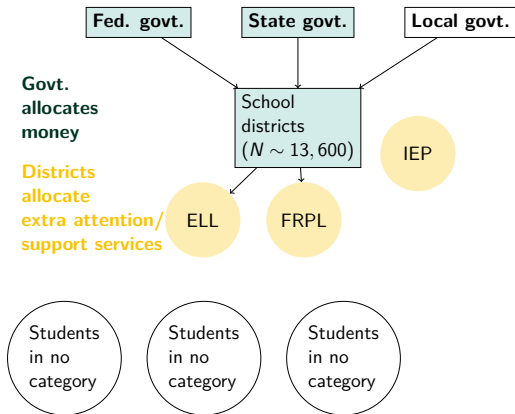 Fed. govt.
State govt.
Local govt.
Govt.
allocates
money
School
districts
(N ∼ 13, 600)
IEP
Districts
allocate
extra attention/
support services
ELL
FRPL
Students
in no
category
Students
in no
category
Students
in no
category